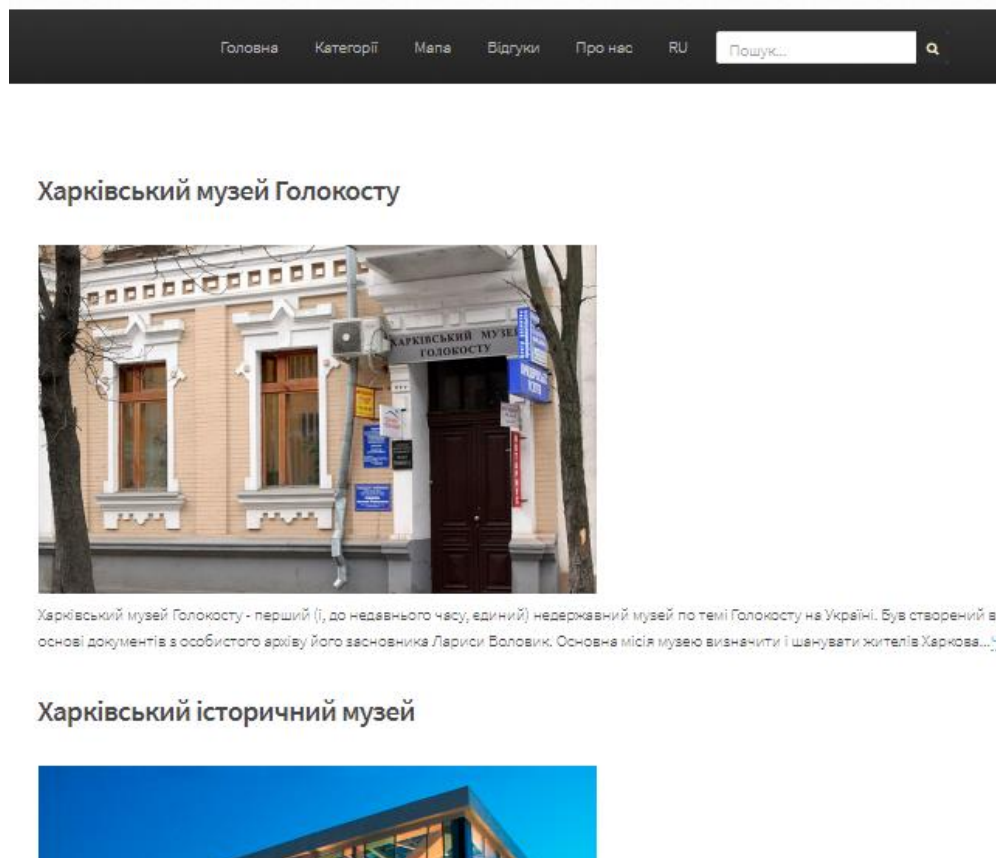 Головна Категорії Мапа Відгуки Про нас RU Пошук...
Харківський музей Голокосту
ХАРКІВСЬКИЙ МУЗЕЙ
ГОЛОКОСТУ
Харківський музей Голокосту - перший (і, до недавнього часу, єдиний) недержавний музей по темі Голокосту на Україні. Був створений в
основі документів з особистого архіву його засновника Лариси Воловик. Основна місія музею визначити і шанувати жителів Харкова...
Харківський історичний музей